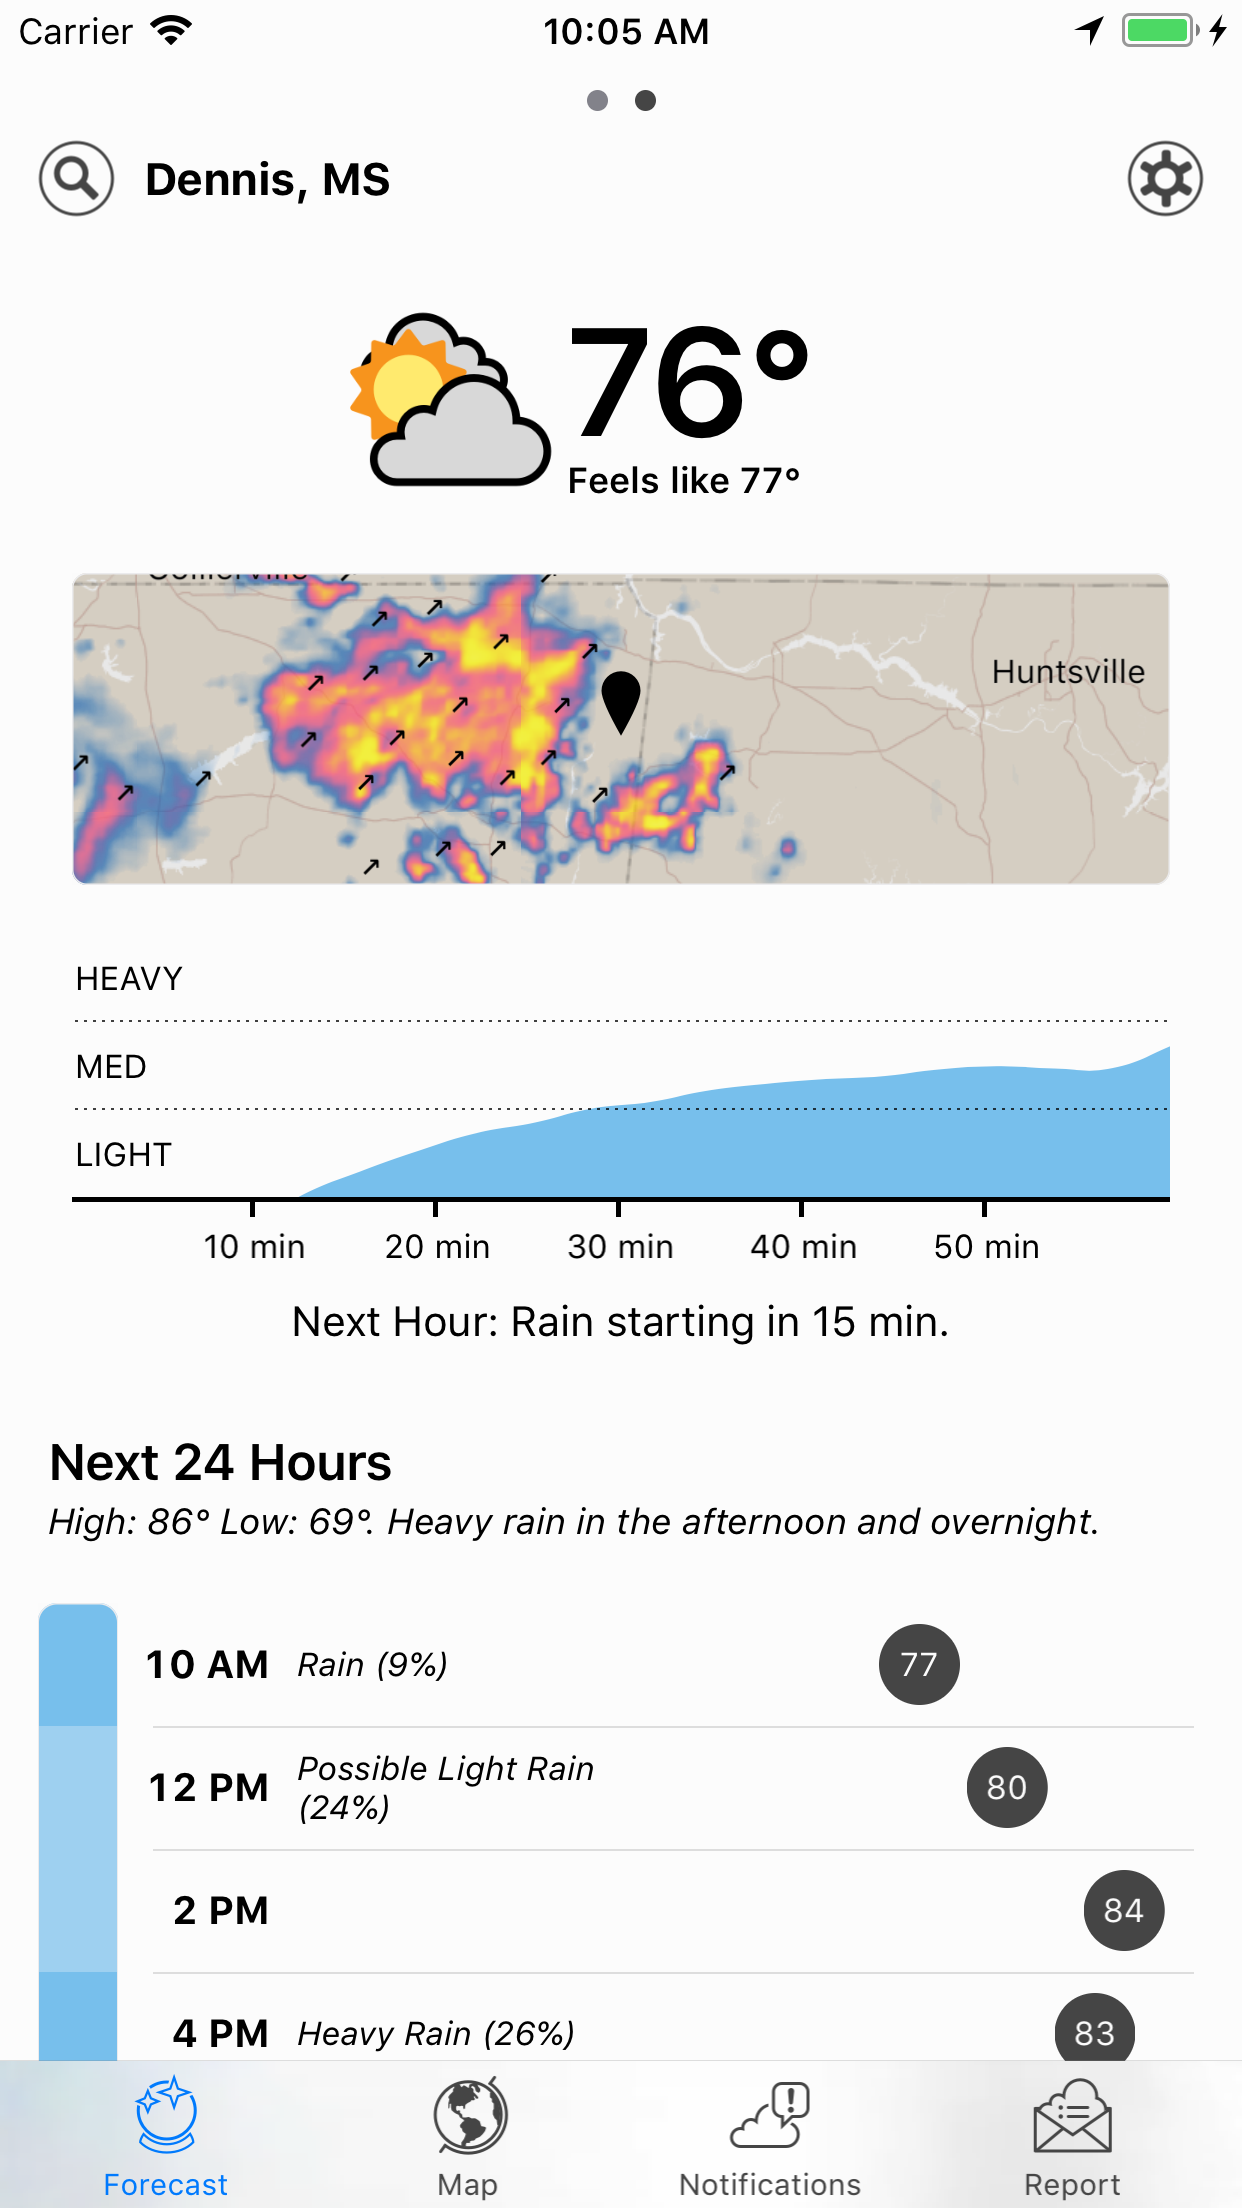 Carrier 10:05 AM
Dennis, MS
76°
Feels like 77°
Huntsville
HEAVY
MED
LIGHT
10 min 20 min 30 min 40 min 50 min
Next Hour: Rain starting in 15 min.
Next 24 Hours
High: 86° Low: 69°. Heavy rain in the afternoon and overnight.
10 AM Rain (9%) 77
12 PM Possible Light Rain
(24%) 80
2 PM 84
4 PM Heavy Rain (26%) 83
Forecast Map Notifications Report